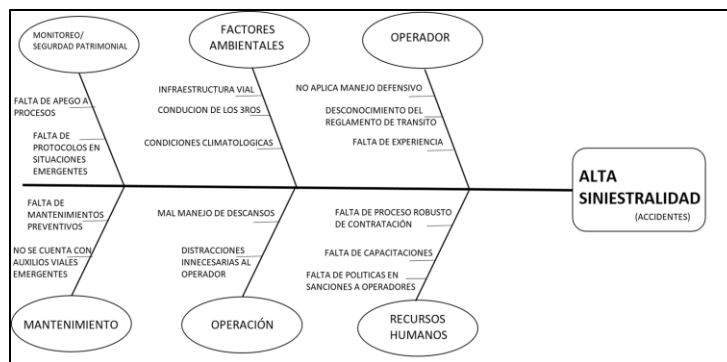 MONITOREO/
SEGURDAD PATRIMONIAL
FACTORES
AMBIENTALES
OPERADOR
FALTA DE APEGO A
PROCESOS
FALTA DE
PROTOCOLOS EN
SITUACIONES
EMERGENTES
INFRAESTRUCTURA VIAL
CONDUCION DE LOS 3ROS
CONDICIONES CLIMATOLOGICAS
NO APLICA MANEJO DEFENSIVO
DESCONOCIMIENTO DEL
REGLAMENTO DE TRANSITO
FALTA DE EXPERIENCIA
ALTA
SINIESTRALIDAD
(ACCIDENTES)
FALTA DE
MANTENIMIENTOS
PREVENTIVOS
NO SE CUENTA CON
AUXILIOS VIALES
EMERGENTES
MAL MANEJO DE DESCANSOS
DISTRACCIONES
INNECESARIAS AL
OPERADOR
FALTA DE PROCESO ROBUSTO
DE CONTRATACIÓN
FALTA DE CAPACITACIONES
FALTA DE POLITICAS EN
SANCIONES A OPERADORES
MANTENIMIENTO
OPERACIÓN
RECURSOS
HUMANOS